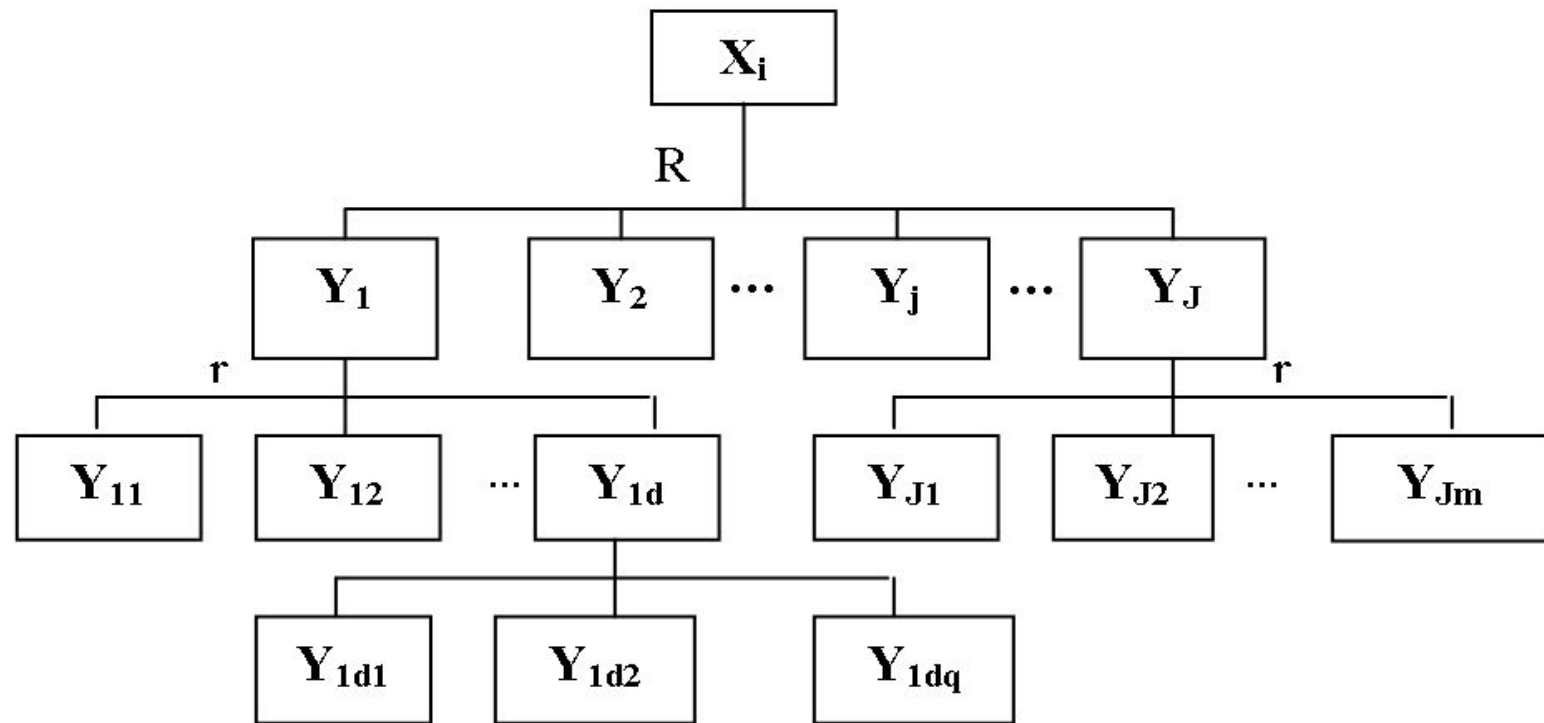 Xi
R
Y1 Y2 ... Yj ... YJ
r r
Y11 Y12 ... Y1d YJ1 YJ2 ... YJm
Y1d1 Y1d2 Y1dq